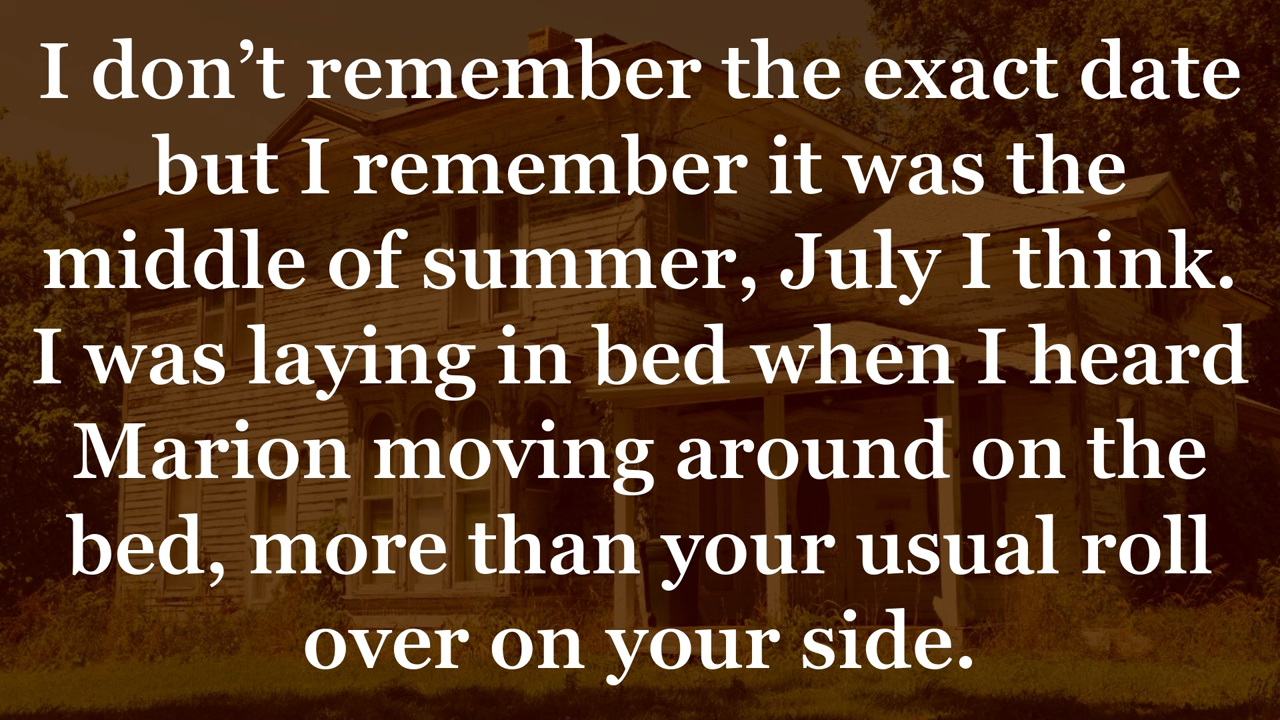 I don’t remember the exact date
but I remember it was the
middle of summer, July I think.
I was laying in bed when I heard
Marion moving around on the
bed, more than your usual roll
over on your side.